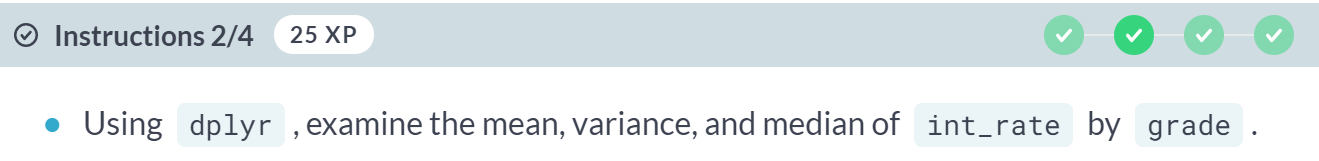 Instructions 2/4 25 XP
Using dplyr , examine the mean, variance, and median of int_rate by grade .